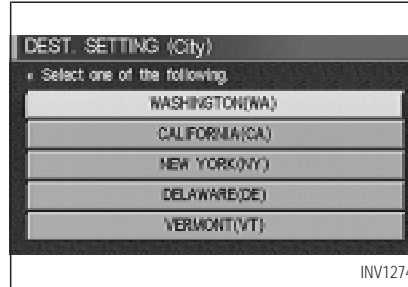 DEST. SETTING (City)
Select one of the following.
WASHINGTON(WA)
CALIFORNIA(CA)
NEW YORK(NY)
DELAWARE(DE)
VERMONT(VT)
INV1274